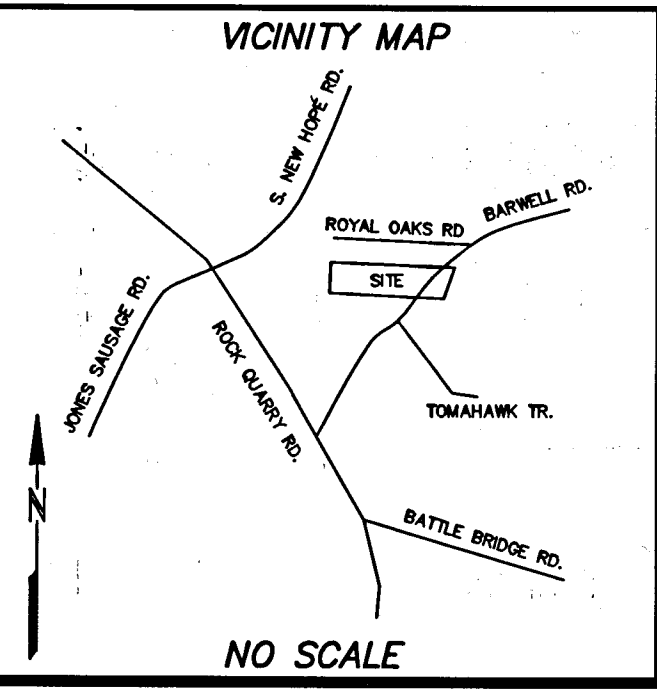 VICINITY MAP
S. NEW HOPE RD.
BARWELL RD.
ROYAL OAKS RD
SITE
JONES SAUSAGE RD.
ROCK QUARRY RD.
TOMAHAWK TR.
N
BATTLE BRIDGE RD.
NO SCALE